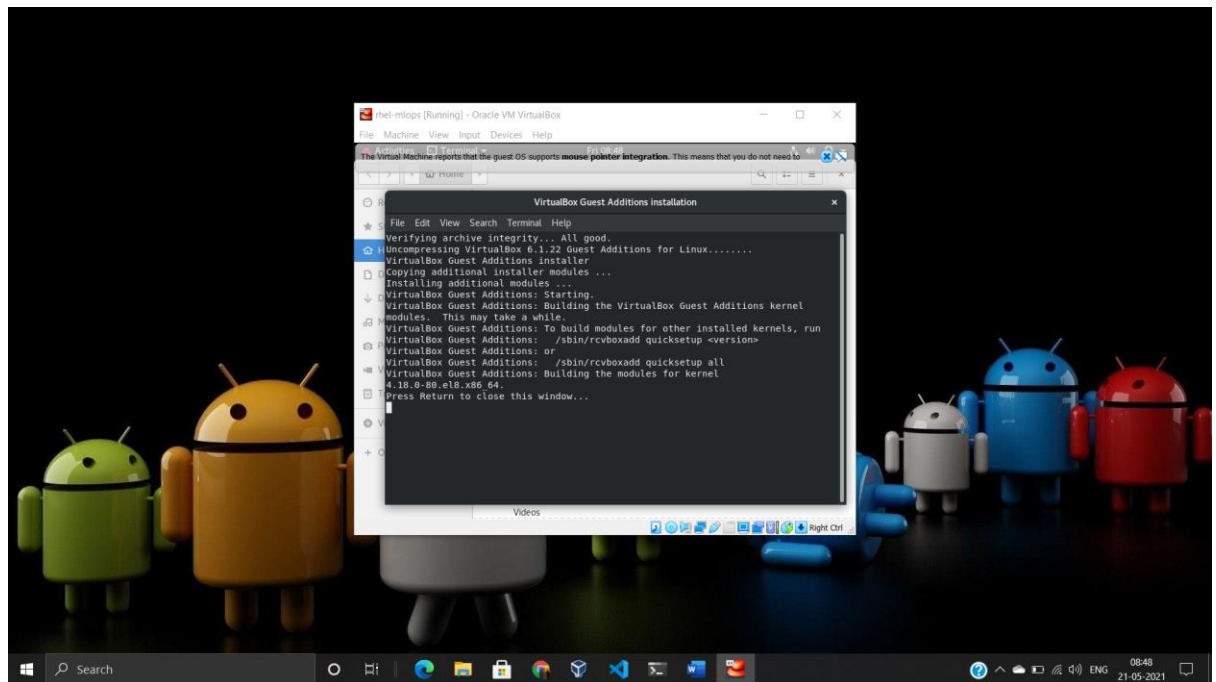 rhel-mlops [Running] - Oracle VM VirtualBox
File Machine View Input Devices Help
Activities Terminal Fri 08:48
The Virtual Machine reports that the guest OS supports mouse pointer integration. This means that you do not need to
Home
VirtualBox Guest Additions installation
File Edit View Search Terminal Help
Verifying archive integrity... All good.
Uncompressing VirtualBox 6.1.22 Guest Additions for Linux........
VirtualBox Guest Additions installer
Copying additional installer modules ...
Installing additional modules ...
VirtualBox Guest Additions: Starting.
VirtualBox Guest Additions: Building the VirtualBox Guest Additions kernel
modules. This may take a while.
VirtualBox Guest Additions: To build modules for other installed kernels, run
VirtualBox Guest Additions: /sbin/rcvboxadd quicksetup <version>
VirtualBox Guest Additions: or
VirtualBox Guest Additions: /sbin/rcvboxadd quicksetup all
VirtualBox Guest Additions: Building the modules for kernel
4.18.0-80.el8.x86_64.
Press Return to close this window...
Videos
Right Ctrl
Search
ENG
08:48
21-05-2021